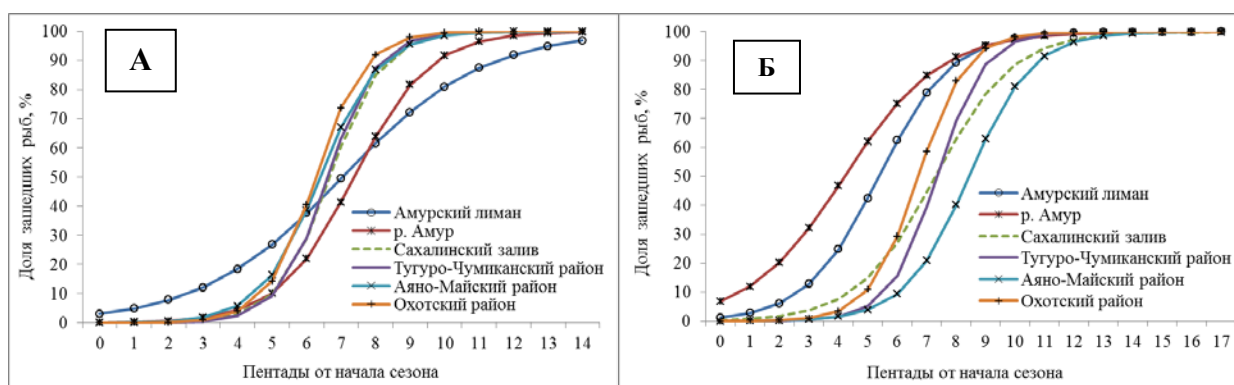 А
Доля зашедших рыб, %
100
90
80
70
60
50
40
30
20
10
0
0 1 2 3 4 5 6 7 8 9 10 11 12 13 14
Пентады от начала сезона
Амурский лиман
р. Амур
Сахалинский залив
Тугуро-Чумиканский район
Аяно-Майский район
Охотский район
Б
Доля зашедших рыб, %
100
90
80
70
60
50
40
30
20
10
0
0 1 2 3 4 5 6 7 8 9 10 11 12 13 14 15 16 17
Пентады от начала сезона
Амурский лиман
р. Амур
Сахалинский залив
Тугуро-Чумиканский район
Аяно-Майский район
Охотский район